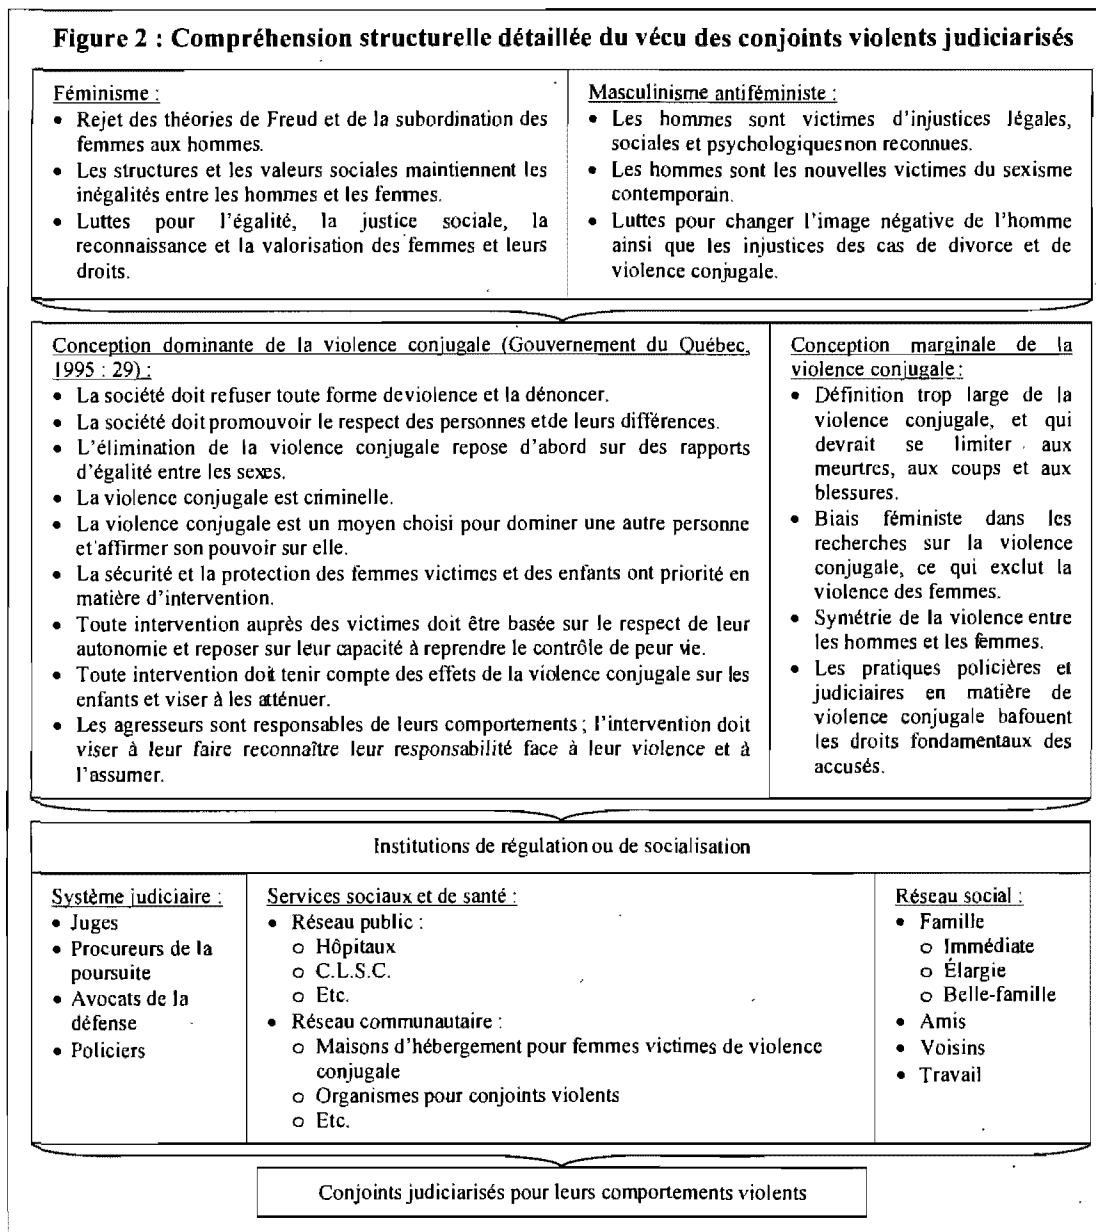 Figure 2 : Compréhension structurelle détaillée du vécu des conjoints violents judiciarisés
Féminisme :
• Rejet des théories de Freud et de la subordination des
femmes aux hommes.
• Les structures et les valeurs sociales maintiennent les
inégalités entre les hommes et les femmes.
• Luttes pour l'égalité, la justice sociale, la
reconnaissance et la valorisation des femmes et leurs
droits.
Masculinisme antiféministe :
• Les hommes sont victimes d'injustices légales,
sociales et psychologiques non reconnues.
• Les hommes sont les nouvelles victimes du sexisme
contemporain.
• Luttes pour changer l'image négative de l'homme
ainsi que les injustices des cas de divorce et de
violence conjugale.
Conception dominante de la violence conjugale (Gouvernement du Québec,
1995 : 29) :
• La société doit refuser toute forme de violence et la dénoncer.
• La société doit promouvoir le respect des personnes et de leurs différences.
• L'élimination de la violence conjugale repose d'abord sur des rapports
d'égalité entre les sexes.
• La violence conjugale est criminelle.
• La violence conjugale est un moyen choisi pour dominer une autre personne
et affirmer son pouvoir sur elle.
• La sécurité et la protection des femmes victimes et des enfants ont priorité en
matière d'intervention.
• Toute intervention auprès des victimes doit être basée sur le respect de leur
autonomie et reposer sur leur capacité à reprendre le contrôle de peur vie.
• Toute intervention doit tenir compte des effets de la violence conjugale sur les
enfants et viser à les atténuer.
• Les agresseurs sont responsables de leurs comportements ; l'intervention doit
viser à leur faire reconnaître leur responsabilité face à leur violence et à
l'assumer.
Conception marginale de la
violence conjugale :
• Définition trop large de la
violence conjugale, et qui
devrait se limiter aux
meurtres, aux coups et aux
blessures.
• Biais féministe dans les
recherches sur la violence
conjugale, ce qui exclut la
violence des femmes.
• Symétrie de la violence entre
les hommes et les femmes.
• Les pratiques policières et
judiciaires en matière de
violence conjugale bafouent
les droits fondamentaux des
accusés.
Institutions de régulation ou de socialisation
Système judiciaire :
• Juges
• Procureurs de la
poursuite
• Avocats de la
défense
• Policiers
Services sociaux et de santé :
• Réseau public :
o Hôpitaux
o C.L.S.C.
o Etc.
• Réseau communautaire :
o Maisons d'hébergement pour femmes victimes de violence
conjugale
o Organismes pour conjoints violents
o Etc.
Réseau social :
• Famille
o Immédiate
o Élargie
o Belle-famille
• Amis
• Voisins
• Travail
Conjoints judiciarisés pour leurs comportements violents